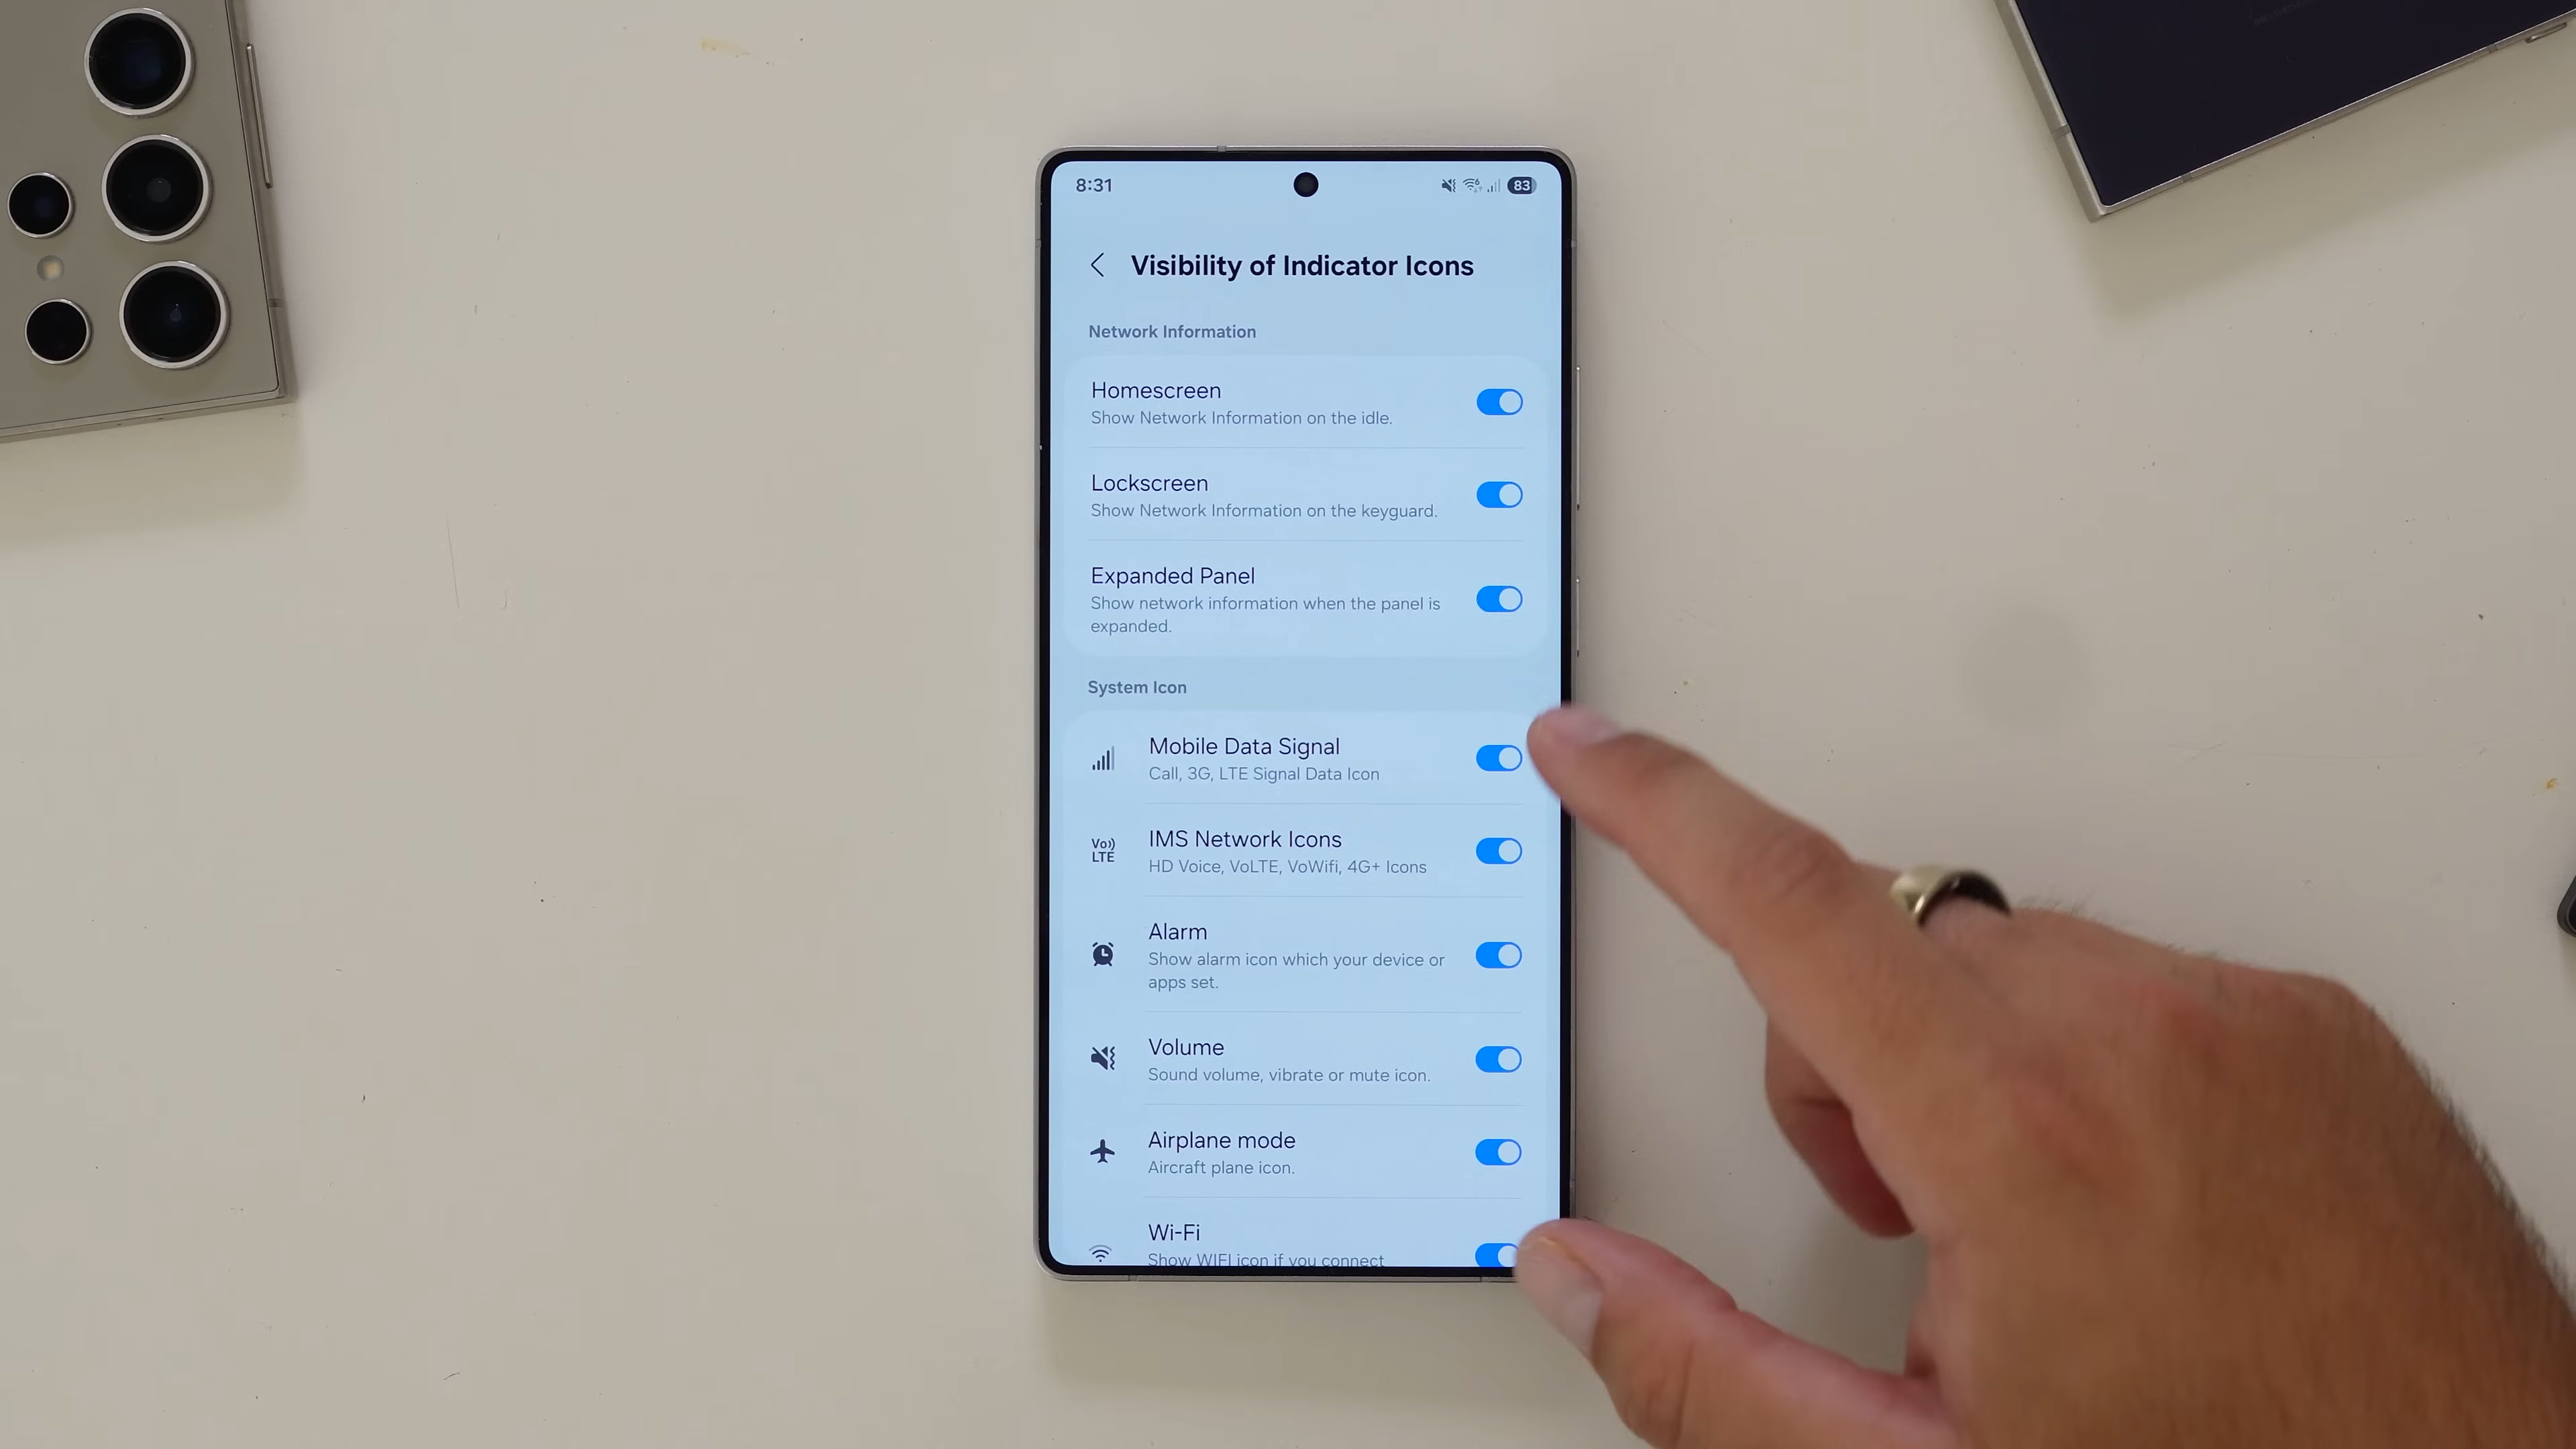 8:31
83
Visibility of Indicator Icons
Network Information
Homescreen
Show Network Information on the idle.
Lockscreen
Show Network Information on the keyguard.
Expanded Panel
Show network information when the panel is
expanded.
System Icon
Mobile Data Signal
Call, 3G, LTE Signal Data Icon
Vo))
LTE
IMS Network Icons
HD Voice, VoLTE, VoWifi, 4G+ Icons
Alarm
Show alarm icon which your device or
apps set.
Volume
Sound volume, vibrate or mute icon.
Airplane mode
Aircraft plane icon.
Wi-Fi
Show WIFI icon if you connect